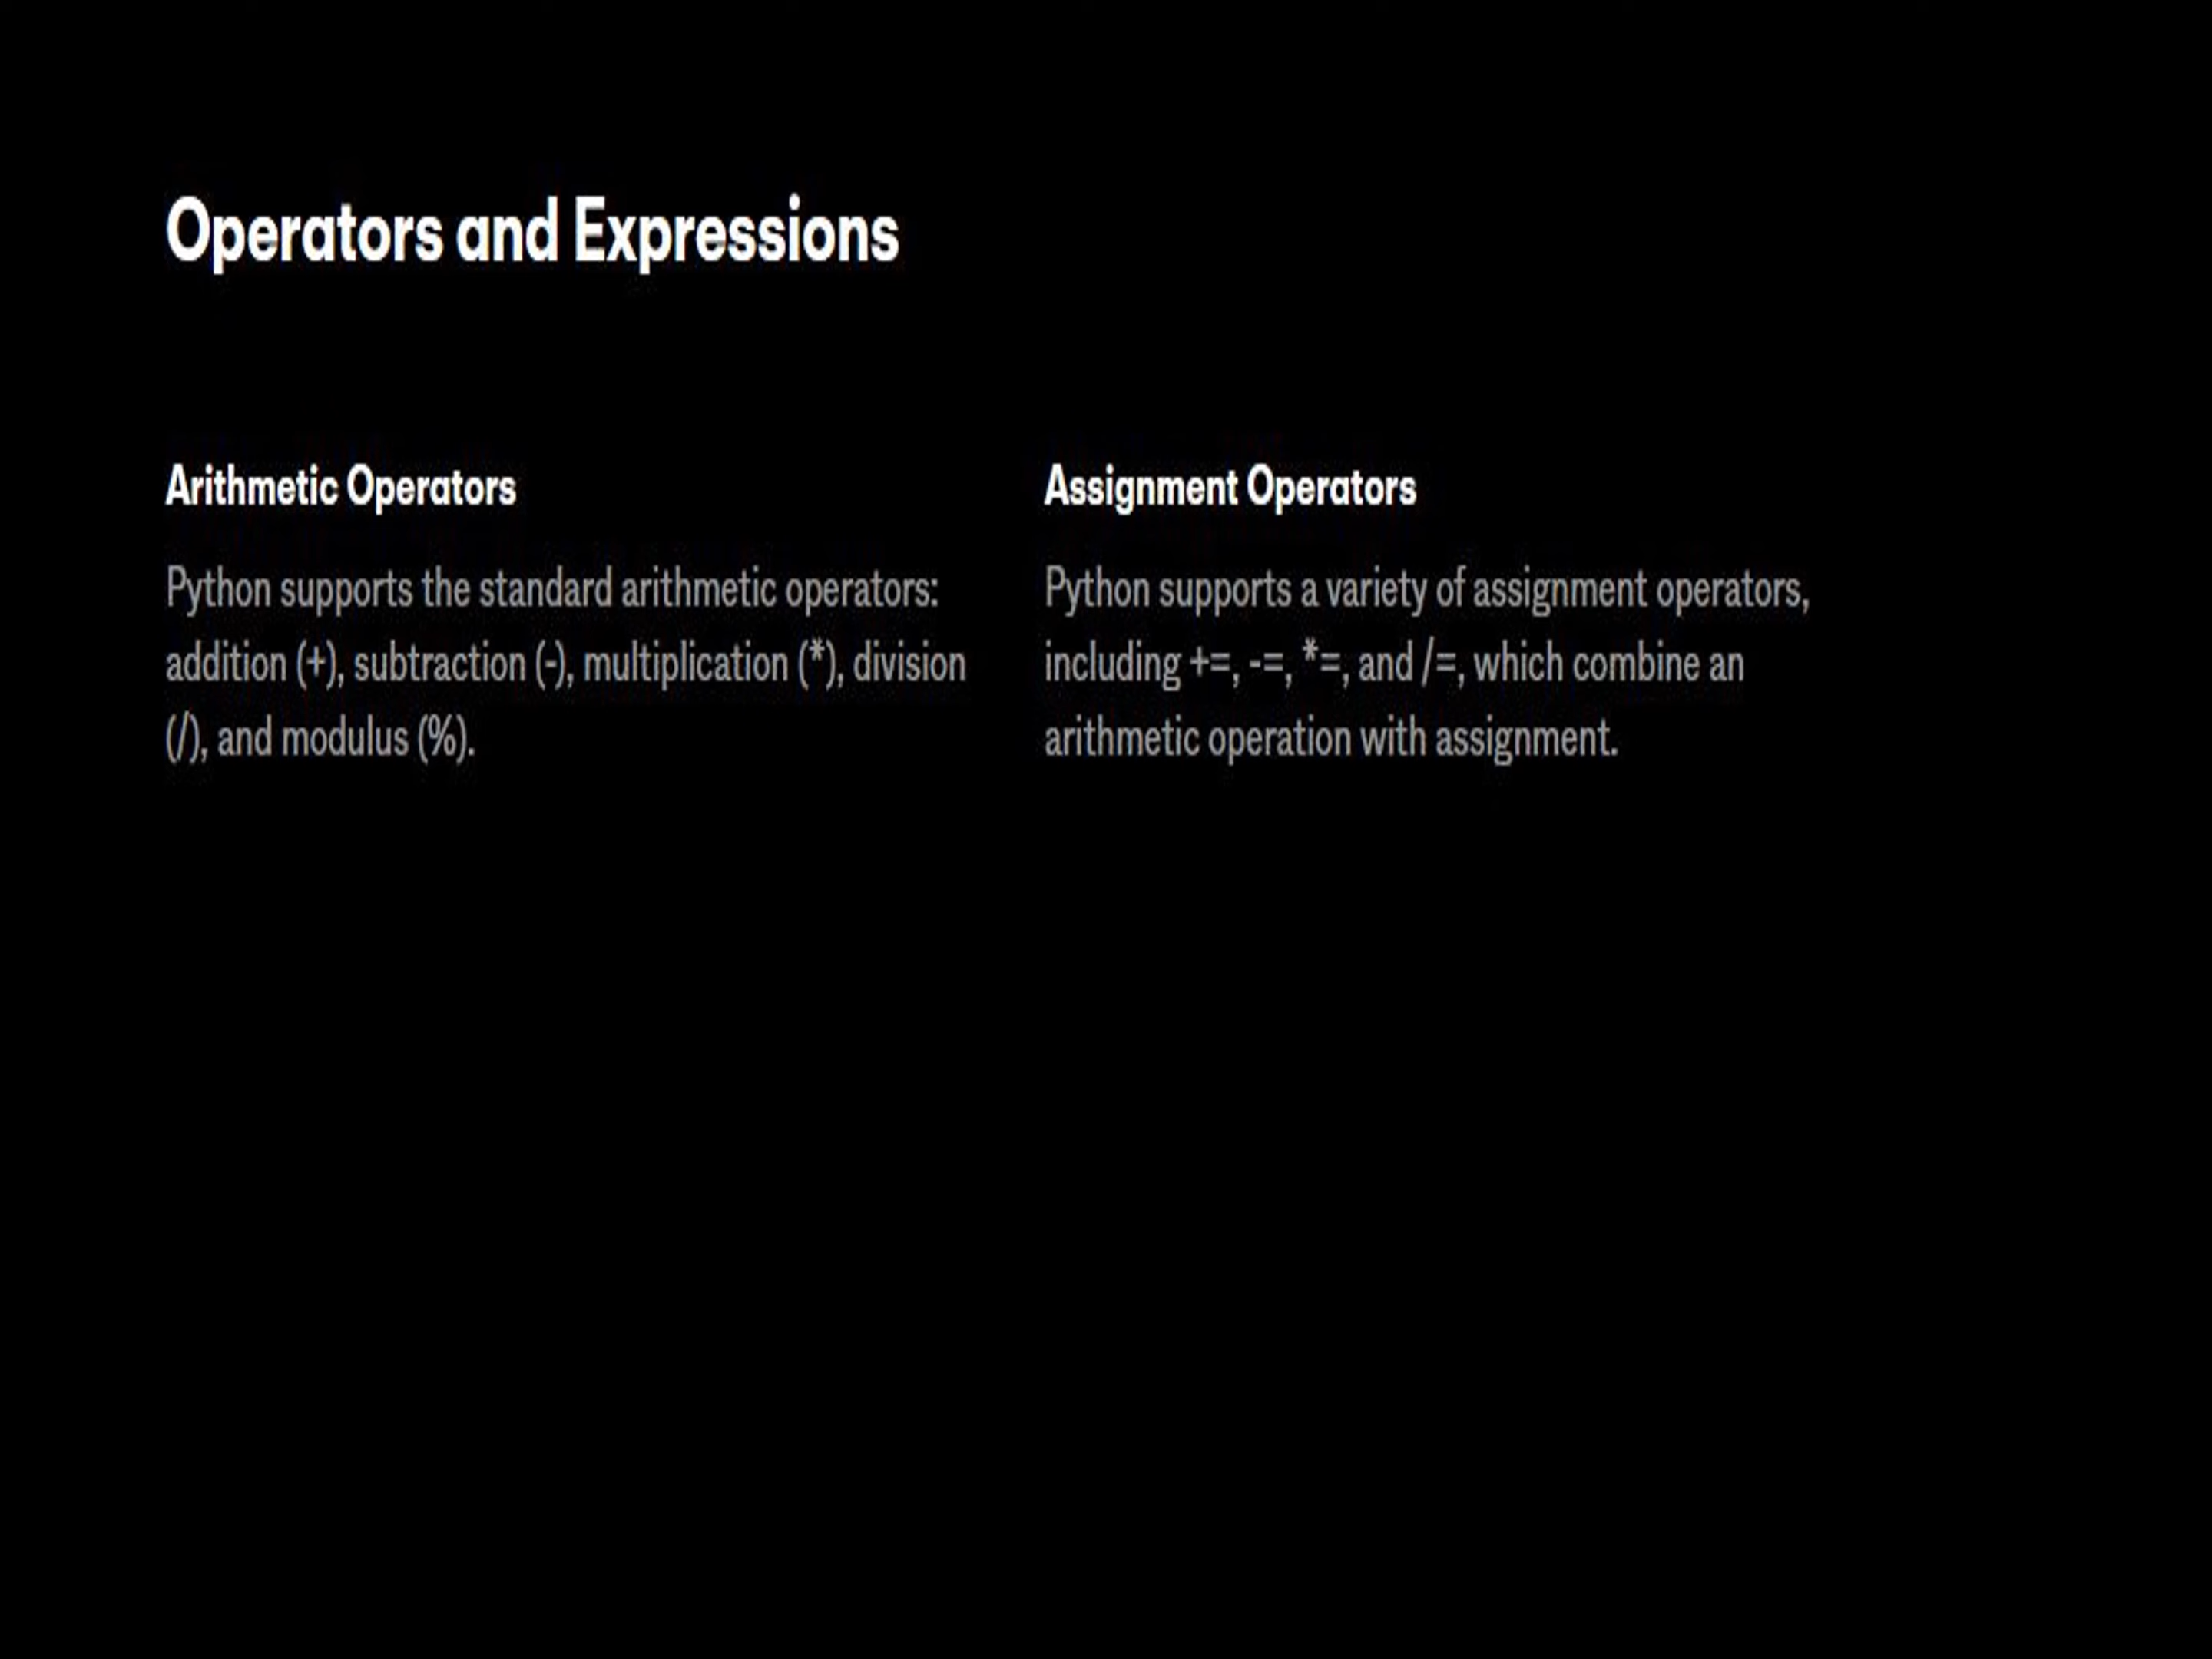 Operators and Expressions
Arithmetic Operators
Python supports the standard arithmetic operators:
addition (+), subtraction (-), multiplication (*), division
(/), and modulus (%).
Assignment Operators
Python supports a variety of assignment operators,
including +=, -=, *=, and /=, which combine an
arithmetic operation with assignment.